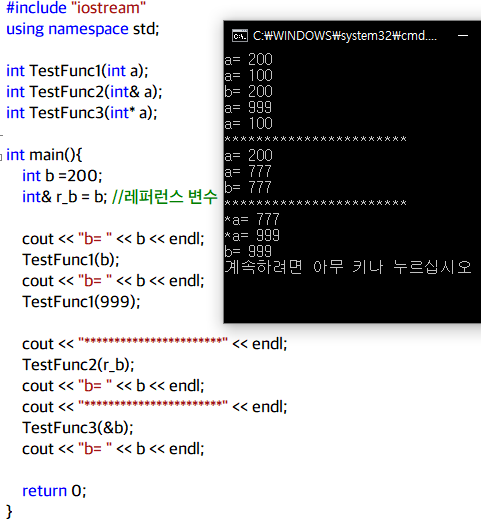 #include "iostream"
using namespace std;
int TestFunc1(int a);
int TestFunc2(int& a);
int TestFunc3(int* a);
int main(){
int b =200;
int& r_b = b; //레퍼런스 변수
cout << "b= " << b << endl;
TestFunc1(b);
cout << "b= " << b << endl;
TestFunc1(999);
cout << "***********************" << endl;
TestFunc2(r_b);
cout << "b= " << b << endl;
cout << "***********************" << endl;
TestFunc3(&b);
cout << "b= " << b << endl;
return 0;
}
C:₩WINDOWS₩system32₩cmd....
a= 200
a= 100
b= 200
a= 999
a= 100
***********************
a= 200
a= 777
b= 777
***********************
*a= 777
*a= 999
b= 999
계속하려면 아무 키나 누르십시오